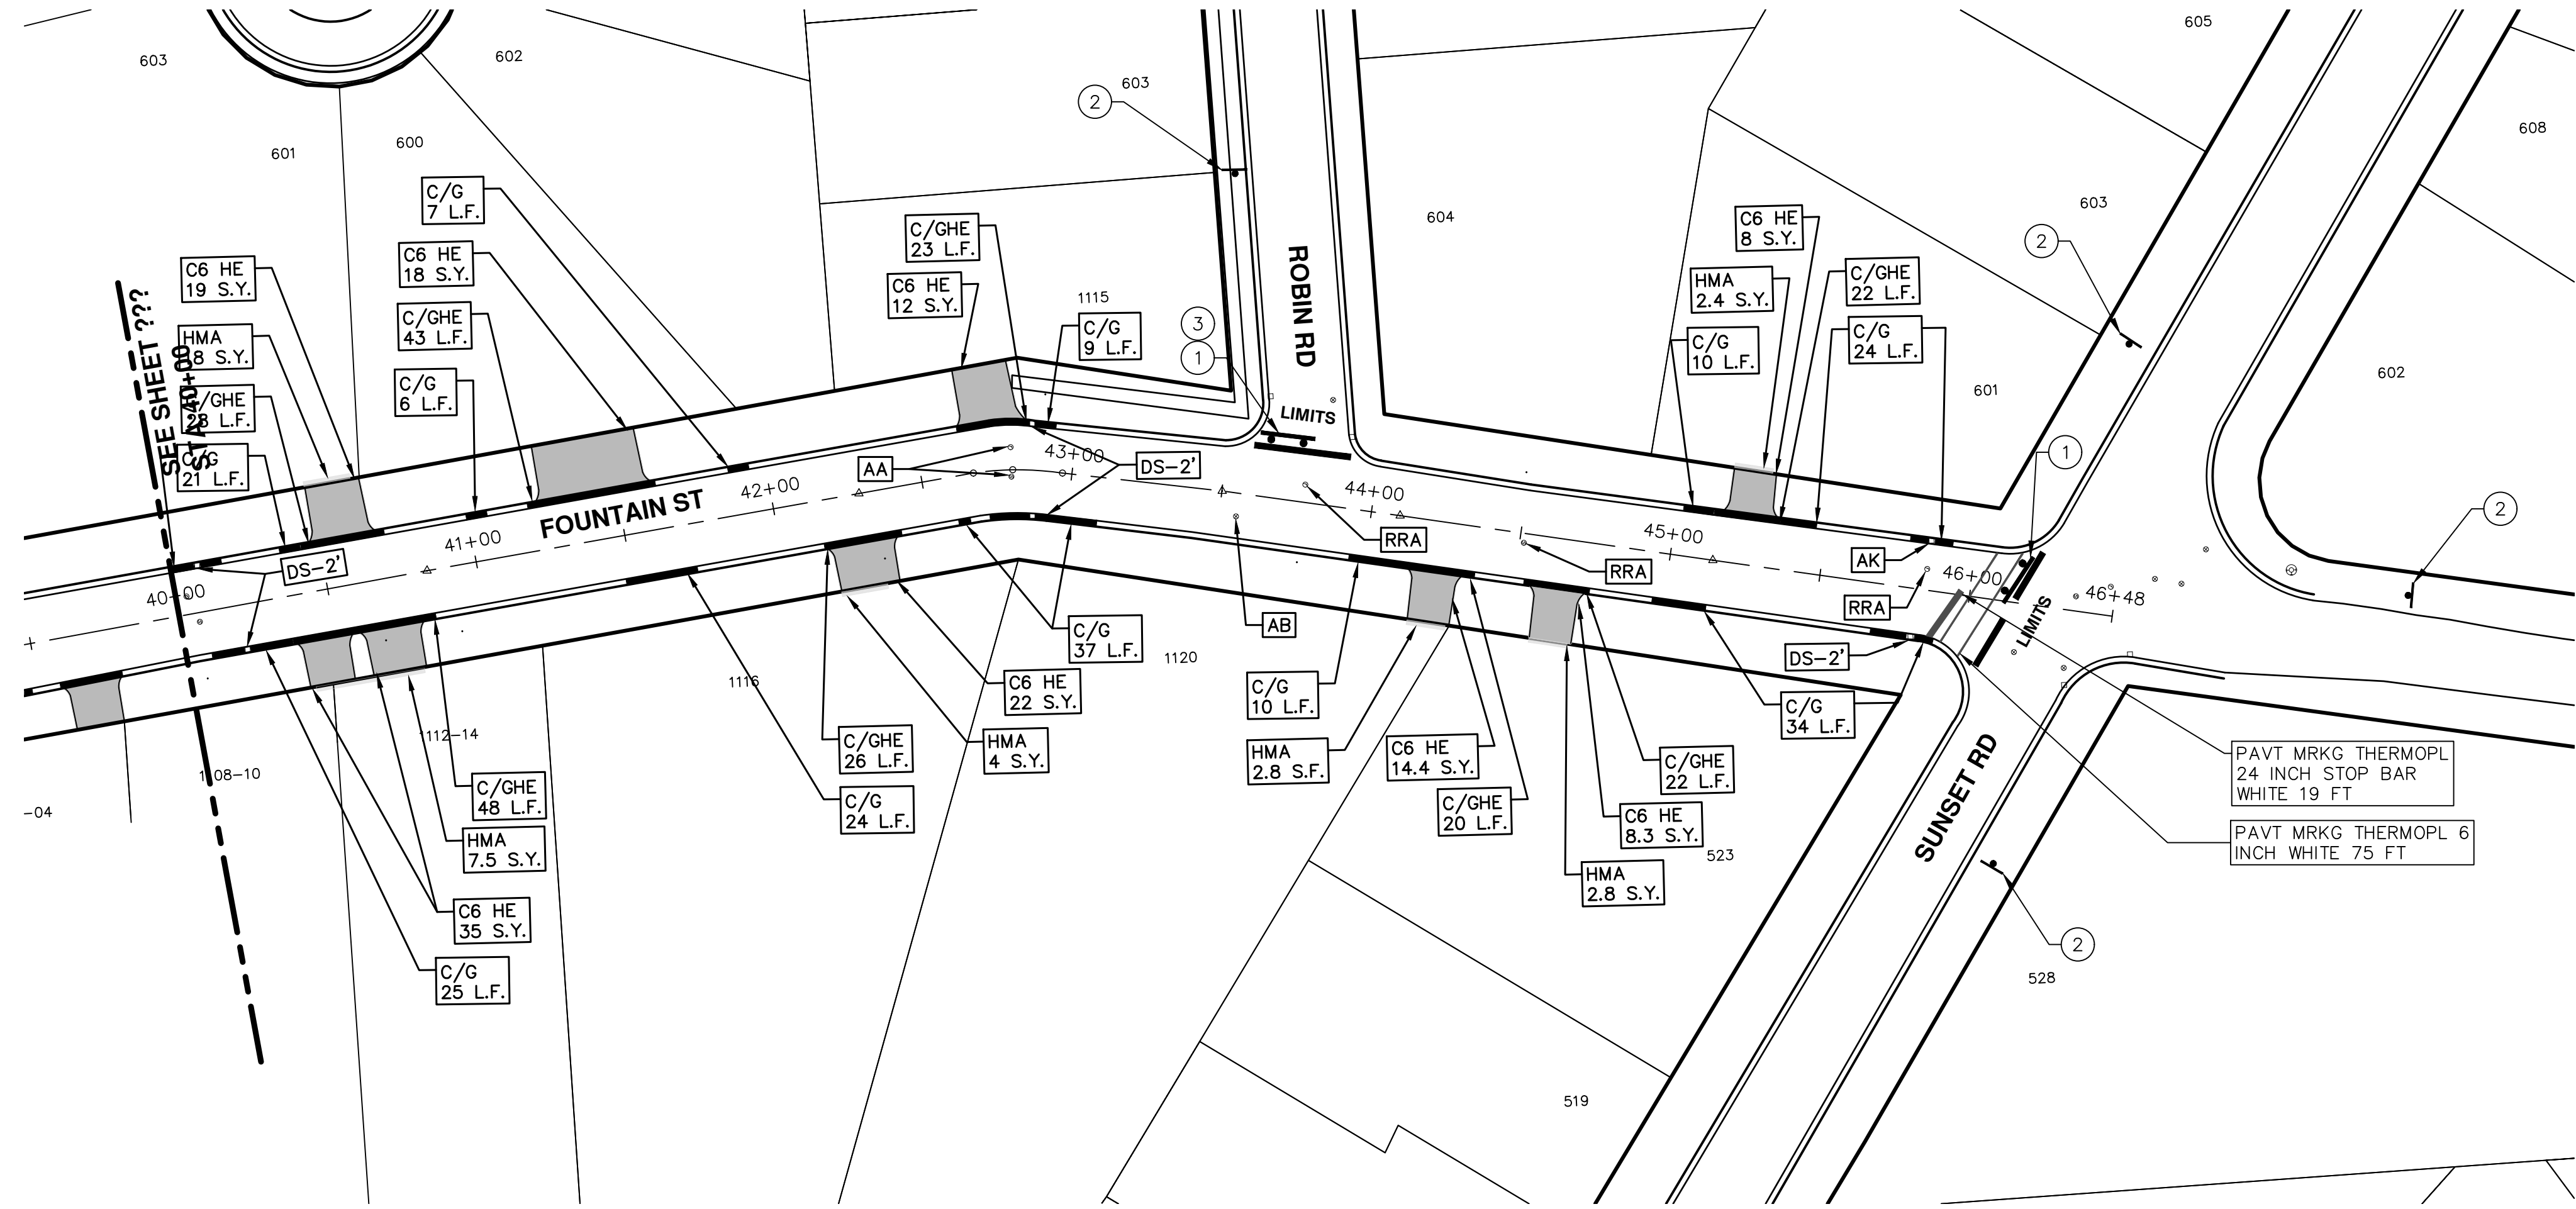 603
602
605
603
2
608
601
600
C/G
7 L.F.
603
604
C/GHE
23 L.F.
C6 HE
8 S.Y.
2
C6 HE
18 S.Y.
C6 HE
19 S.Y.
C6 HE
12 S.Y.
1115
ROBIN RD
HMA
2.4 S.Y.
C/GHE
22 L.F.
C/GHE
43 L.F.
C/G
9 L.F.
3
1
C/G
10 L.F.
C/G
24 L.F.
SEE SHEET ???
STA 40+00
HMA
18 S.Y.
C/GHE
28 L.F.
C/G
21 L.F.
C/G
6 L.F.
601
602
LIMITS
1
2
AA
43+00
DS-2'
42+00
44+00
FOUNTAIN ST
41+00
45+00
RRA
AK
RRA
DS-2'
40+00
46+00
46+48
RRA
AB
LIMITS
C/G
37 L.F.
DS-2'
1120
1116
C6 HE
22 S.Y.
C/G
10 L.F.
C/G
34 L.F.
1112-14
C/GHE
26 L.F.
HMA
4 S.Y.
HMA
2.8 S.F.
C6 HE
14.4 S.Y.
C/GHE
22 L.F.
SUNSET RD
PAVT MRKG THERMOPL
24 INCH STOP BAR
WHITE 19 FT
1108-10
C/GHE
48 L.F.
C/G
24 L.F.
C/GHE
20 L.F.
C6 HE
8.3 S.Y.
-04
HMA
7.5 S.Y.
523
PAVT MRKG THERMOPL 6
INCH WHITE 75 FT
HMA
2.8 S.Y.
C6 HE
35 S.Y.
2
C/G
25 L.F.
528
519